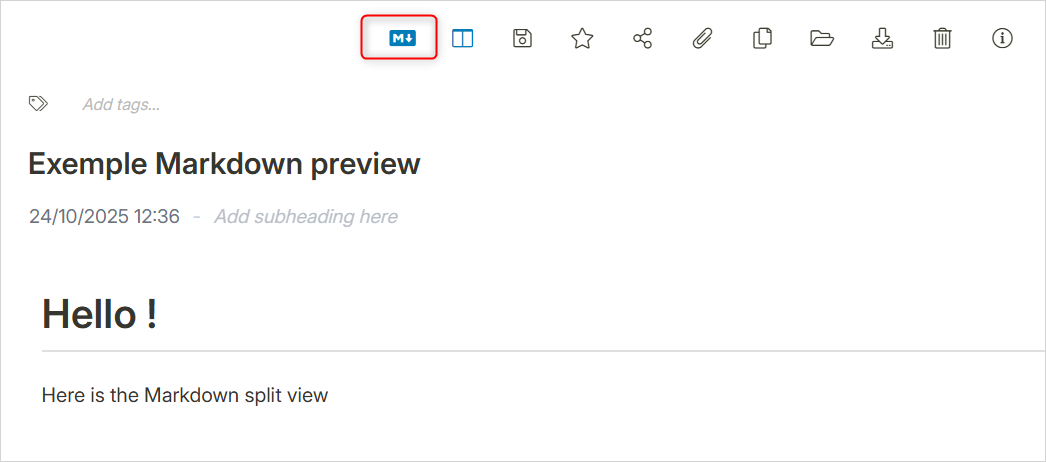 M↓
Add tags...
Exemple Markdown preview
24/10/2025 12:36 - Add subheading here
Hello !
Here is the Markdown split view